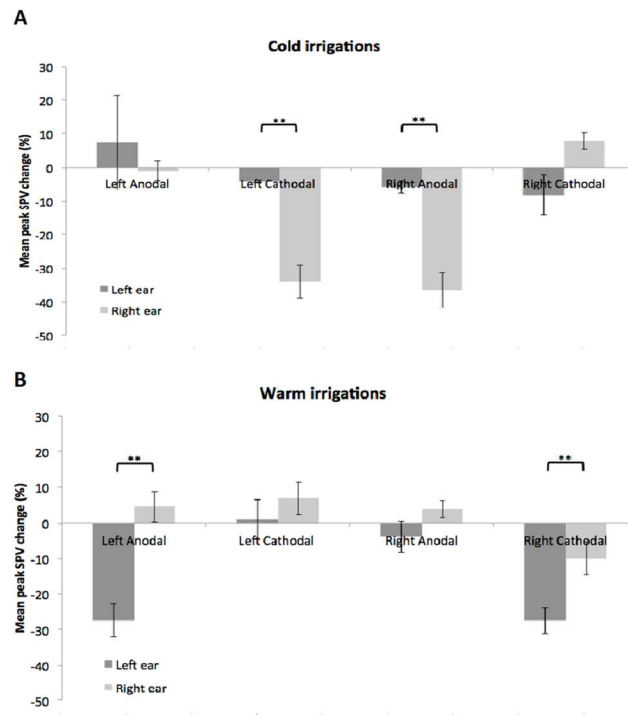 A
Cold irrigations
Mean peak SPV change (%)
30
20
10
0
-10
-20
-30
-40
-50
**
**
Left Anodal
Left Cathodal
Right Anodal
Right Cathodal
Left ear
Right ear
B
Warm irrigations
Mean peak SPV change (%)
30
20
10
0
-10
-20
-30
-40
-50
**
**
Left Anodal
Left Cathodal
Right Anodal
Right Cathodal
Left ear
Right ear